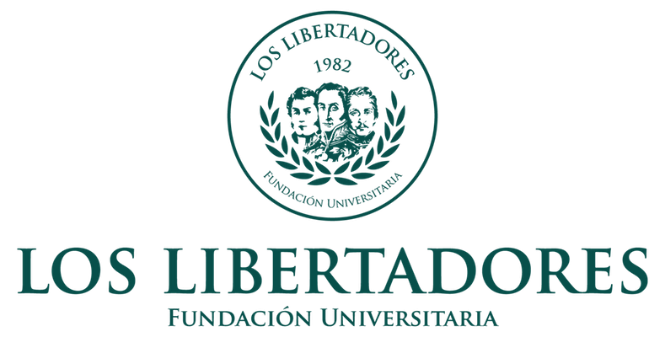 LOS LIBERTADORES
1982
FUNDACIÓN UNIVERSITARIA
LOS LIBERTADORES
FUNDACIÓN UNIVERSITARIA